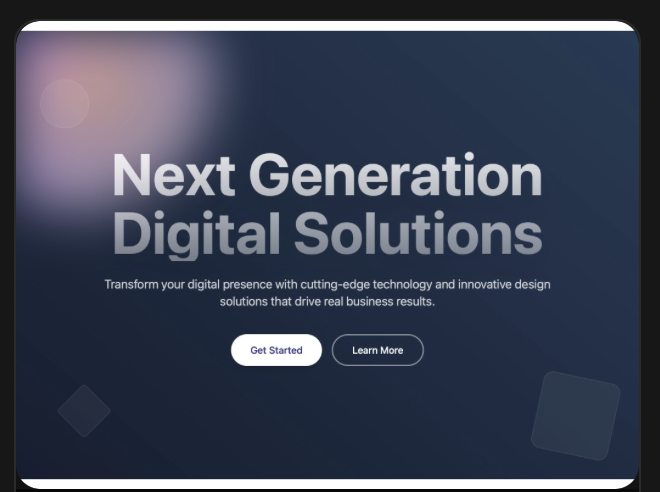 Next Generation
Digital Solutions
Transform your digital presence with cutting-edge technology and innovative design
solutions that drive real business results.
Get Started
Learn More